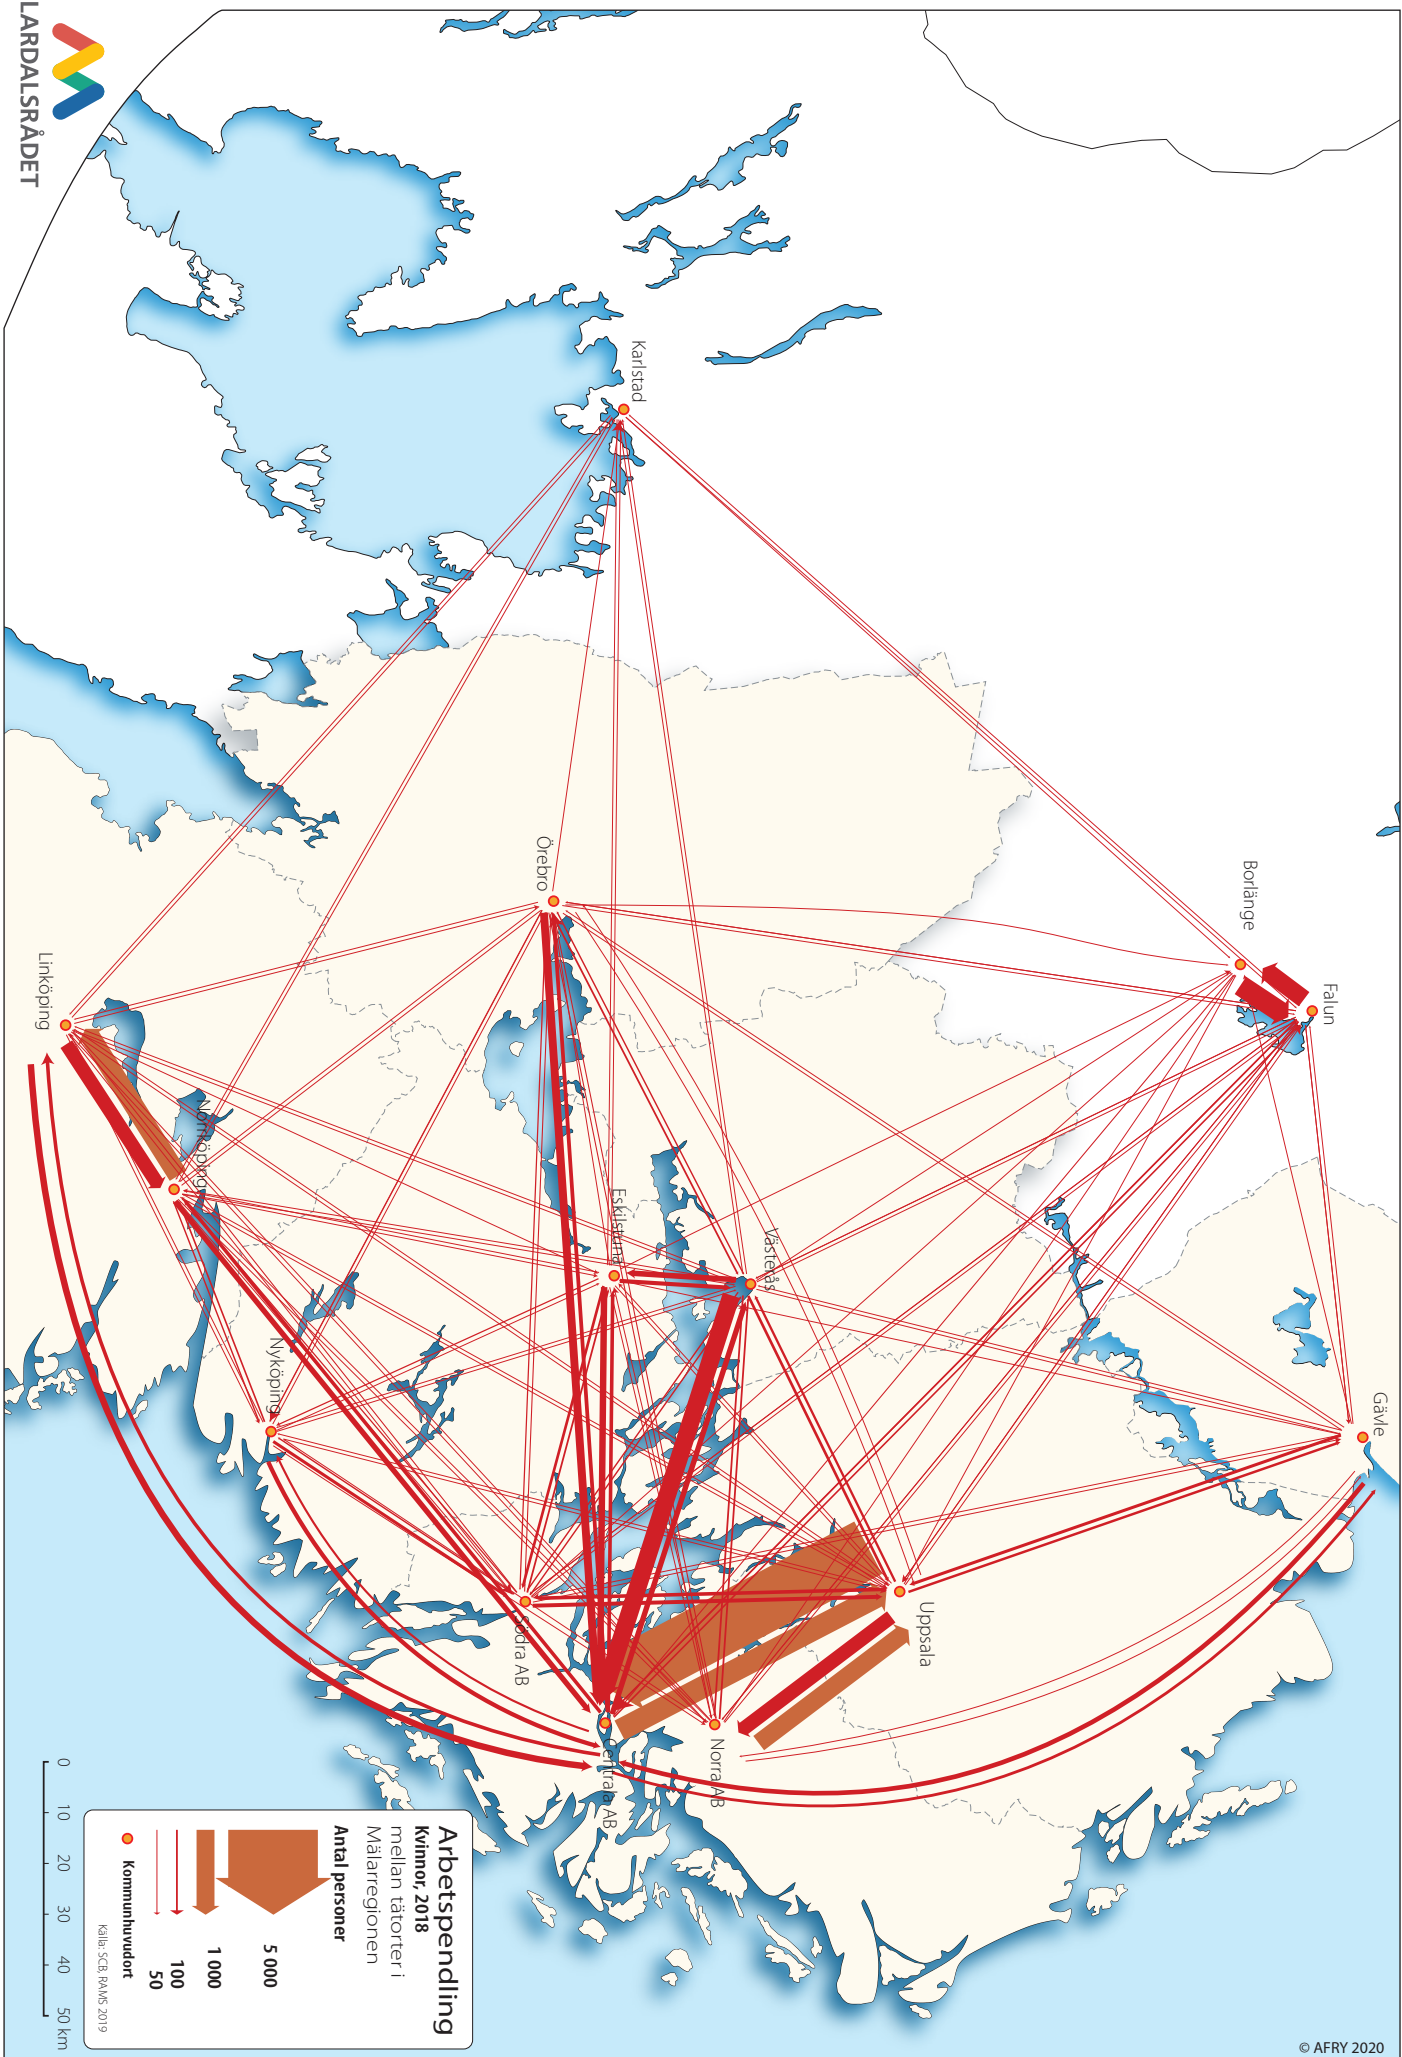 LARDALSRÅDET
Karlstad
Borlänge
Falun
Örebro
Linköping
Norrköping
Eskilstuna
Västerås
Nyköping
Gävle
Uppsala
Södra AB
Centrala AB
Norra AB
Arbetspendling
Kvinnor, 2018
mellan tätorter i
Mälarregionen
Antal personer
5 000
1 000
100
50
Kommunhuvudort
Källa: SCB, RAMS 2019
0 10 20 30 40 50 km
© AFRY 2020